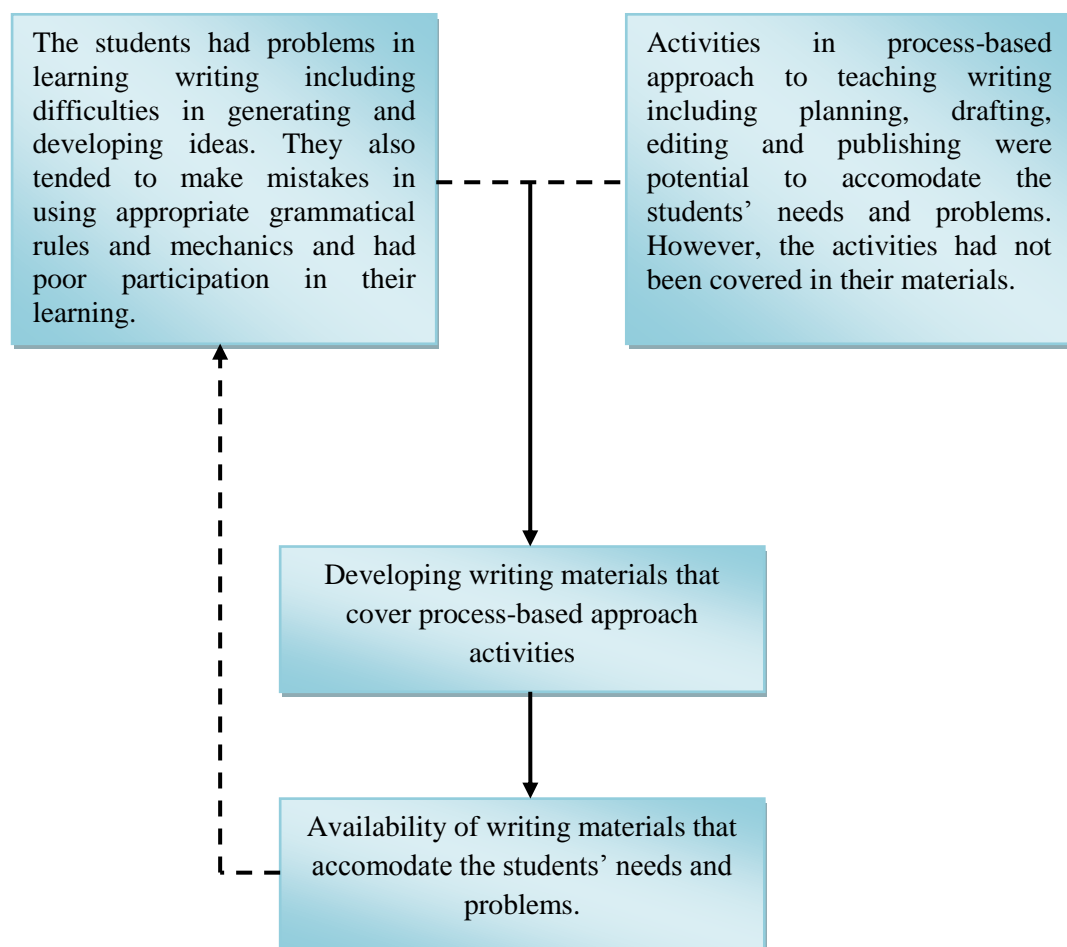 The students had problems in
learning writing including
difficulties in generating and
developing ideas. They also
tended to make mistakes in
using appropriate grammatical
rules and mechanics and had
poor participation in their
learning.
Activities in process-based
approach to teaching writing
including planning, drafting,
editing and publishing were
potential to accomodate the
students’ needs and problems.
However, the activities had not
been covered in their materials.
Developing writing materials that
cover process-based approach
activities
Availability of writing materials that
accomodate the students’ needs and
problems.